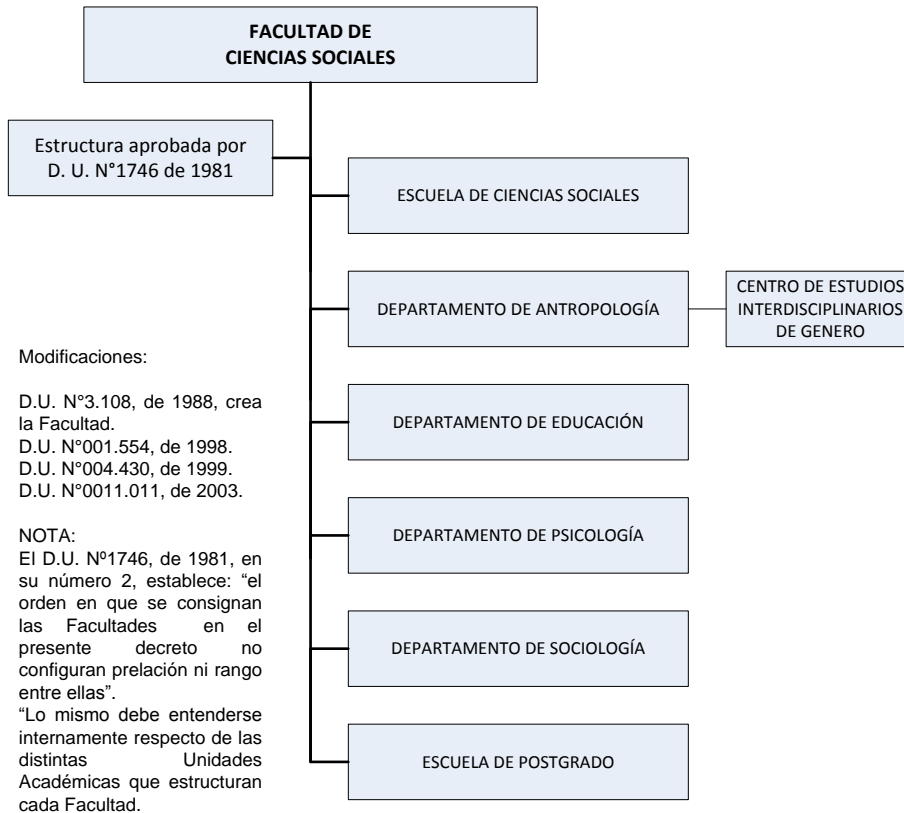 FACULTAD DE
CIENCIAS SOCIALES
Estructura aprobada por
D. U. N°1746 de 1981
ESCUELA DE CIENCIAS SOCIALES
DEPARTAMENTO DE ANTROPOLOGÍA
CENTRO DE ESTUDIOS
INTERDISCIPLINARIOS
DE GENERO
DEPARTAMENTO DE EDUCACIÓN
DEPARTAMENTO DE PSICOLOGÍA
DEPARTAMENTO DE SOCIOLOGÍA
ESCUELA DE POSTGRADO
Modificaciones:
D.U. N°3.108, de 1988, crea
la Facultad.
D.U. N°001.554, de 1998.
D.U. N°004.430, de 1999.
D.U. N°0011.011, de 2003.
NOTA:
El D.U. Nº1746, de 1981, en
su número 2, establece: “el
orden en que se consignan
las Facultades en el
presente decreto no
configuran prelación ni rango
entre ellas”.
“Lo mismo debe entenderse
internamente respecto de las
distintas Unidades
Académicas que estructuran
cada Facultad.